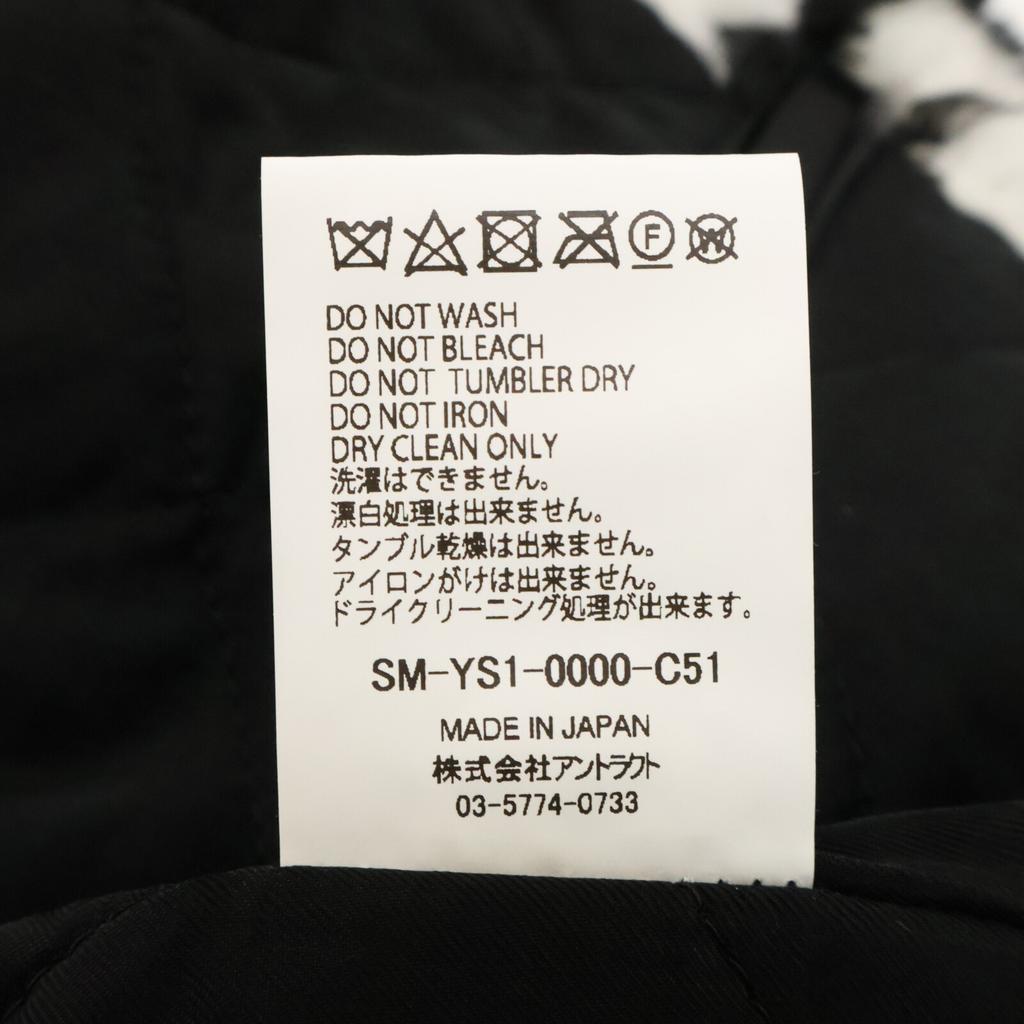 F W
DO NOT WASH
DO NOT BLEACH
DO NOT TUMBLER DRY
DO NOT IRON
DRY CLEAN ONLY
洗濯はできません。
漂白処理は出来ません。
タンブル乾燥は出来ません。
アイロンがけは出来ません。
ドライクリーニング処理が出来ます。
SM-YS1-0000-C51
MADE IN JAPAN
株式会社アントラクト
03-5774-0733